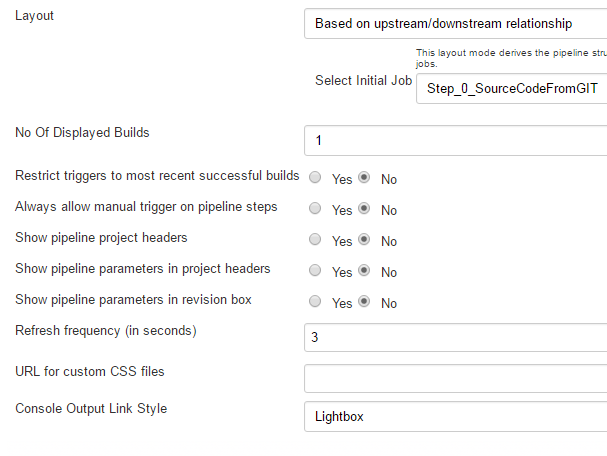 Layout
Based on upstream/downstream relationship
This layout mode derives the pipeline
jobs.
Select Initial Job
Step_0_SourceCodeFromGIT
No Of Displayed Builds
1
Restrict triggers to most recent successful builds Yes No
Always allow manual trigger on pipeline steps Yes No
Show pipeline project headers Yes No
Show pipeline parameters in project headers Yes No
Show pipeline parameters in revision box Yes No
Refresh frequency (in seconds)
3
URL for custom CSS files
Console Output Link Style
Lightbox